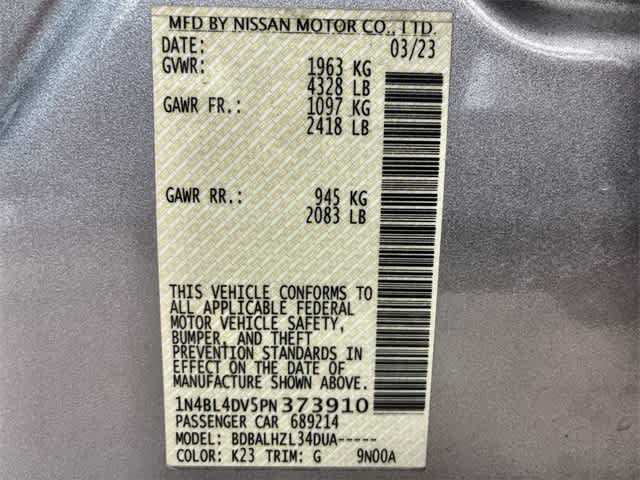 MFD BY NISSAN MOTOR CO., LTD.
DATE: 03/23
GVWR: 1963 KG
4328 LB
GAWR FR.: 1097 KG
2418 LB
GAWR RR.: 945 KG
2083 LB
THIS VEHICLE CONFORMS TO
ALL APPLICABLE FEDERAL
MOTOR VEHICLE SAFETY,
BUMPER, AND THEFT
PREVENTION STANDARDS IN
EFFECT ON THE DATE OF
MANUFACTURE SHOWN ABOVE.
1N4BL4DV5PN373910
PASSENGER CAR 689214
MODEL: BDBALHZL34DUA-----
COLOR: K23 TRIM: G 9N00A